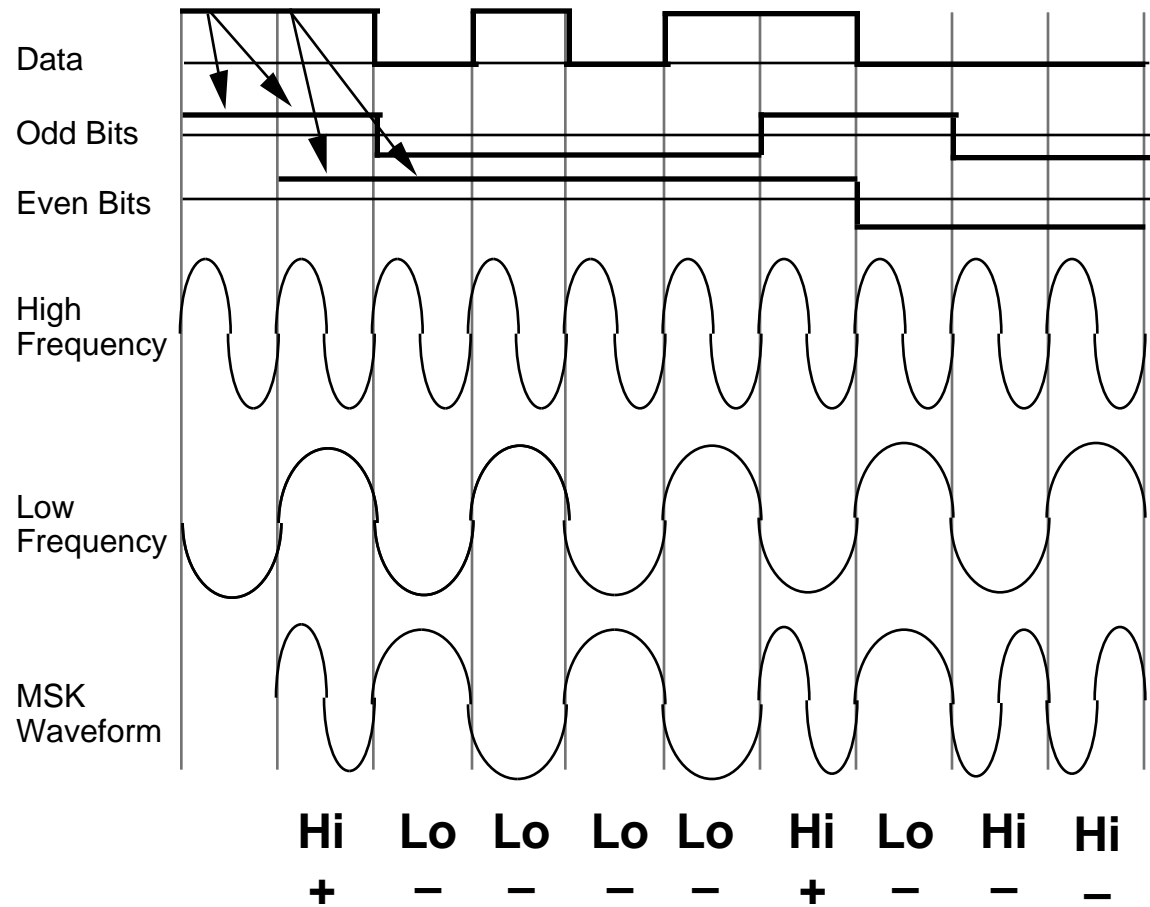 Data
Odd Bits
Even Bits
High
Frequency
Low
Frequency
MSK
Waveform
Hi Lo Lo Lo Lo Hi Lo Hi Hi
+ – – – – + – – –